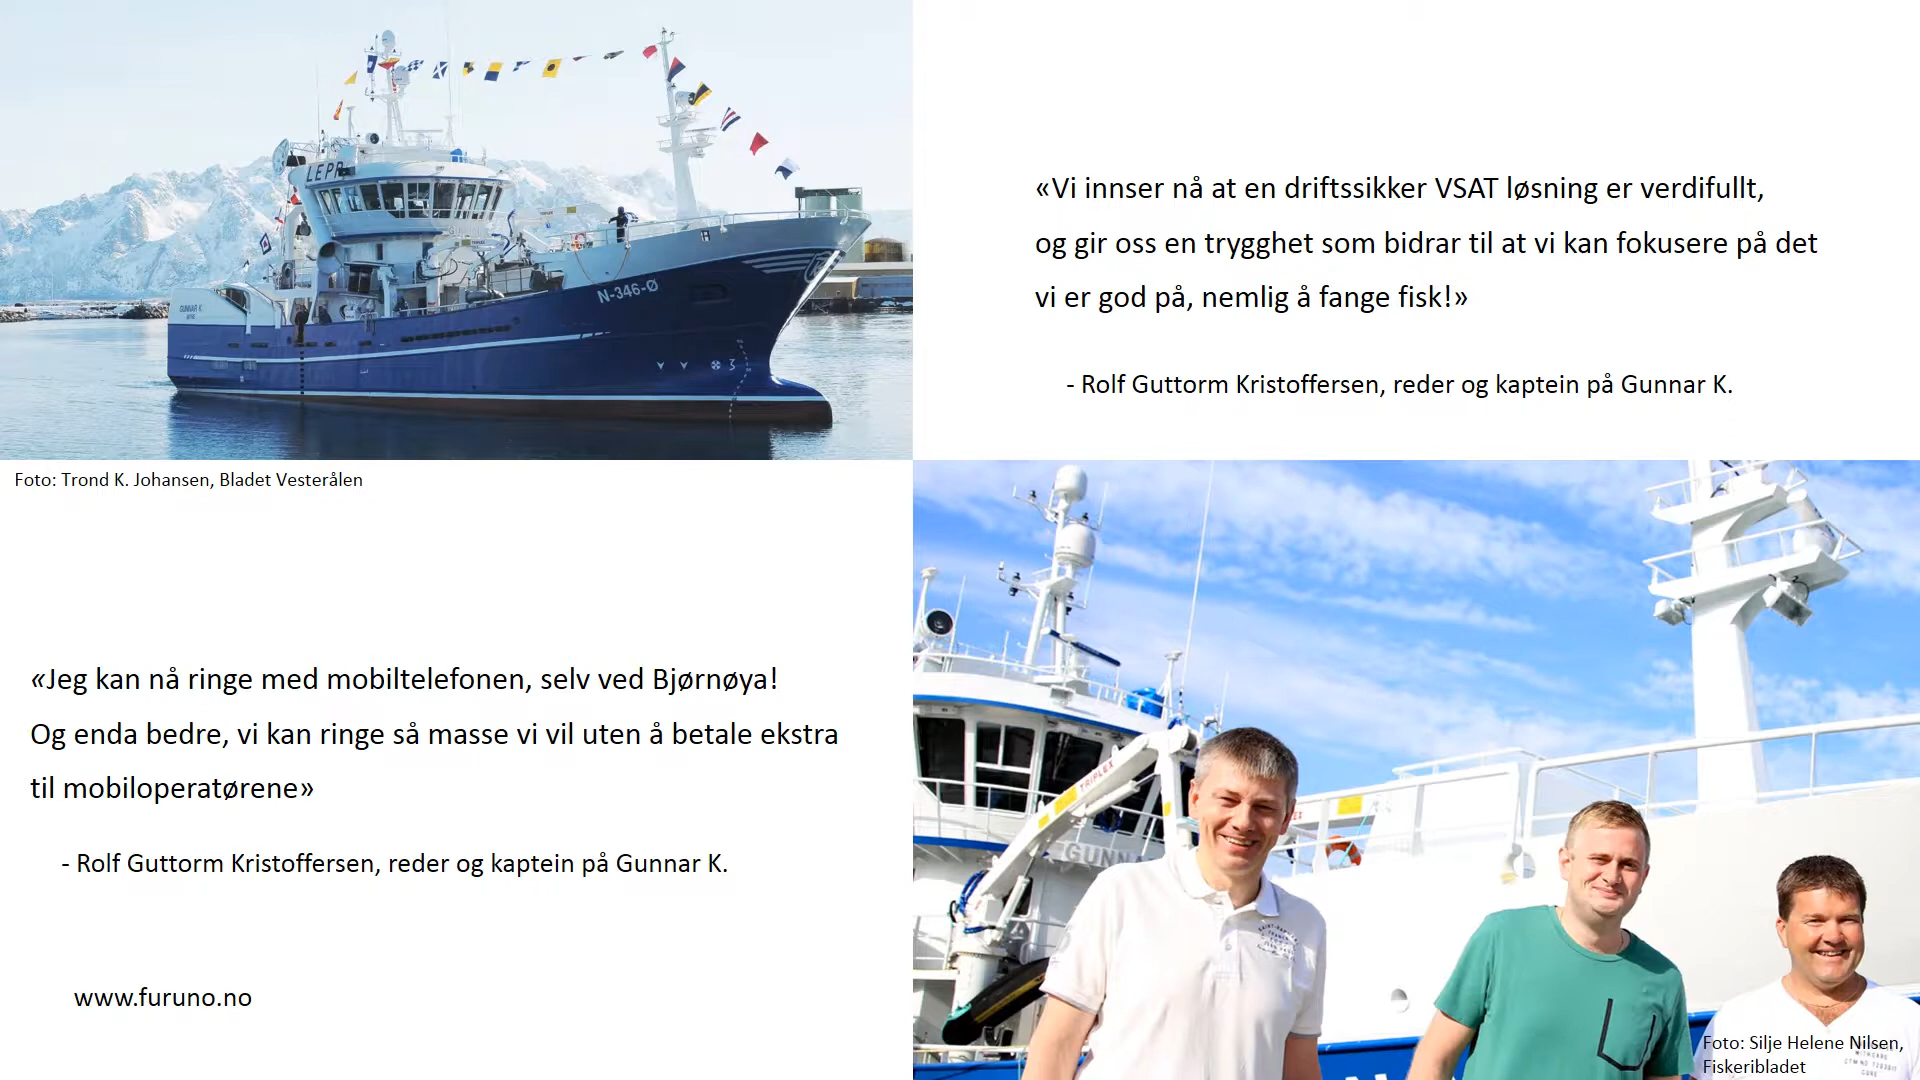 LEPR
N-346-Ø
GUNNAR K
«Vi innser nå at en driftssikker VSAT løsning er verdifullt,
og gir oss en trygghet som bidrar til at vi kan fokusere på det
vi er god på, nemlig å fange fisk!»
- Rolf Guttorm Kristoffersen, reder og kaptein på Gunnar K.
Foto: Trond K. Johansen, Bladet Vesterålen
«Jeg kan nå ringe med mobiltelefonen, selv ved Bjørnøya!
Og enda bedre, vi kan ringe så masse vi vil uten å betale ekstra
til mobiloperatørene»
- Rolf Guttorm Kristoffersen, reder og kaptein på Gunnar K.
www.furuno.no
TRIPLEX
GUNN
Foto: Silje Helene Nilsen,
Fiskeribladet